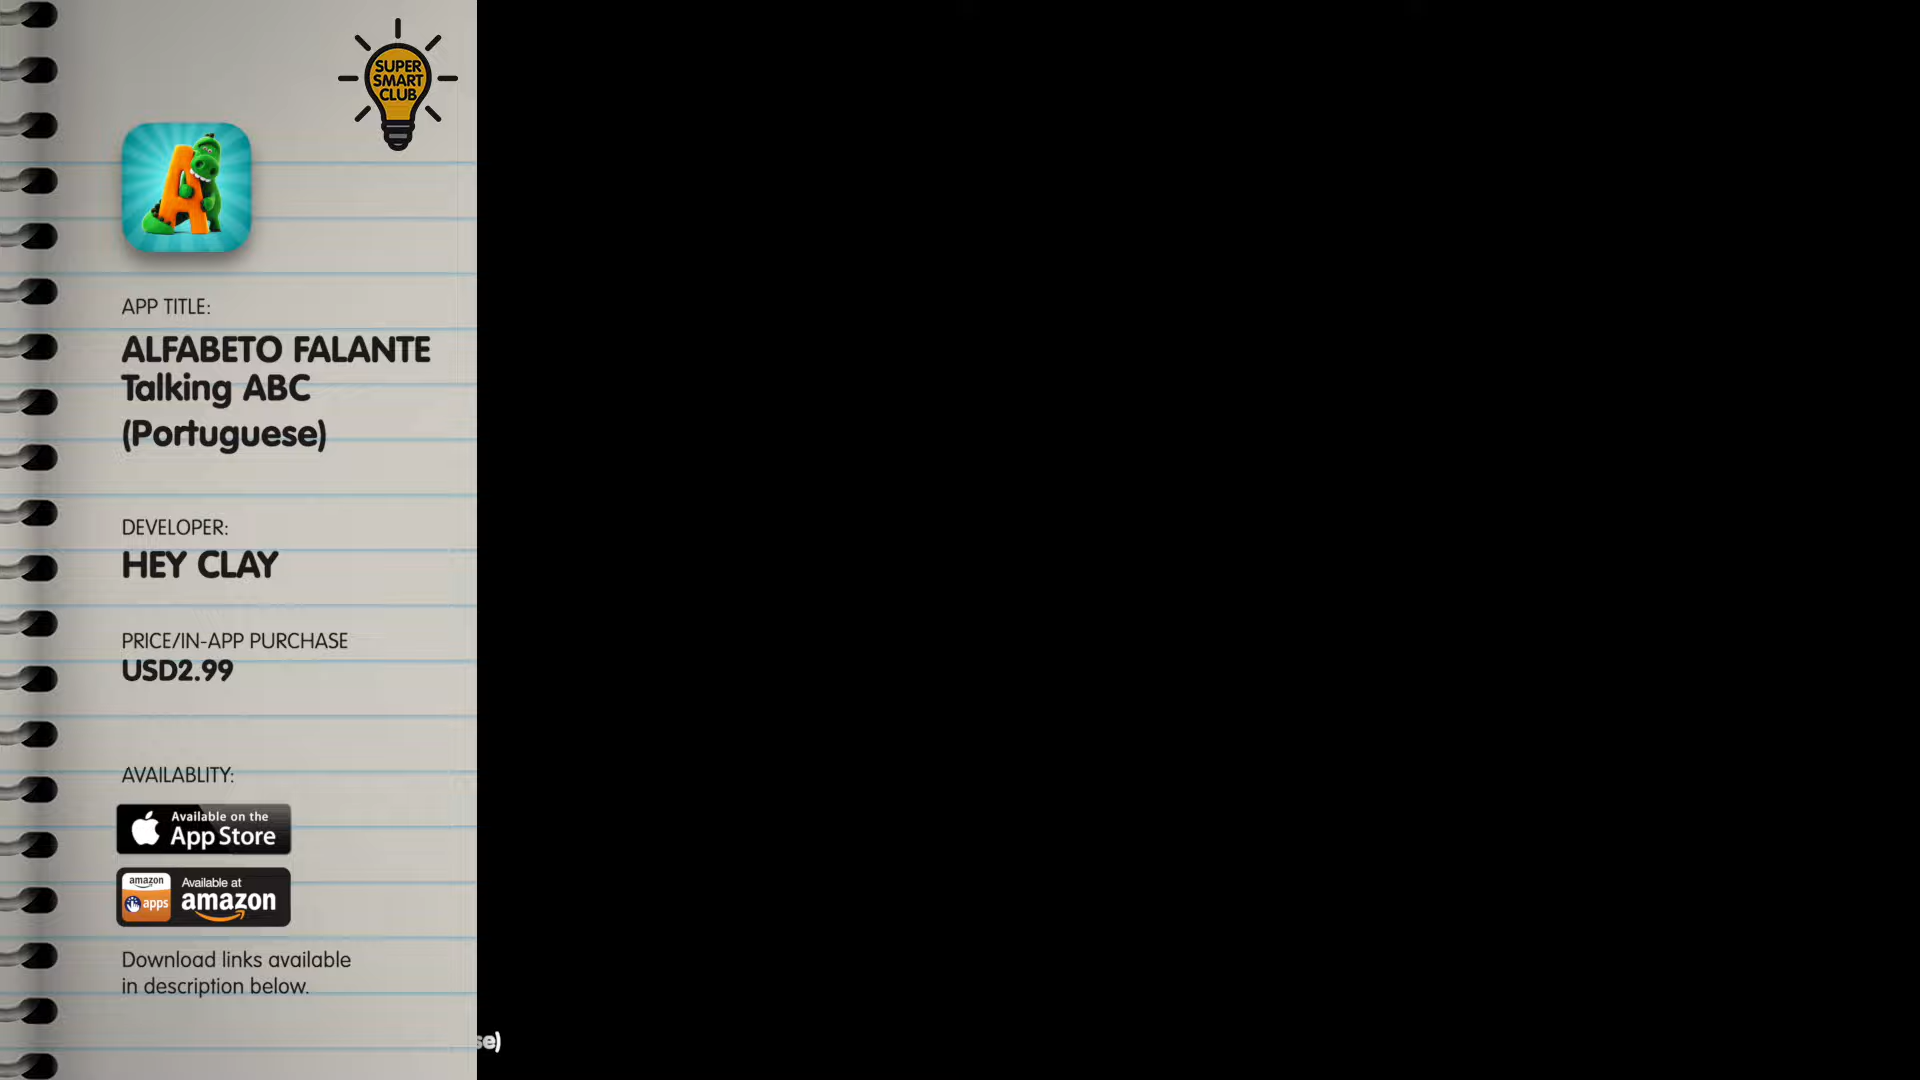 SUPER
SMART
CLUB
APP TITLE:
ALFABETO FALANTE
Talking ABC
(Portuguese)
DEVELOPER:
HEY CLAY
PRICE/IN-APP PURCHASE
USD2.99
AVAILABLITY:
Available on the
App Store
amazon
apps
Available at
amazon
Download links available
in description below.
se)